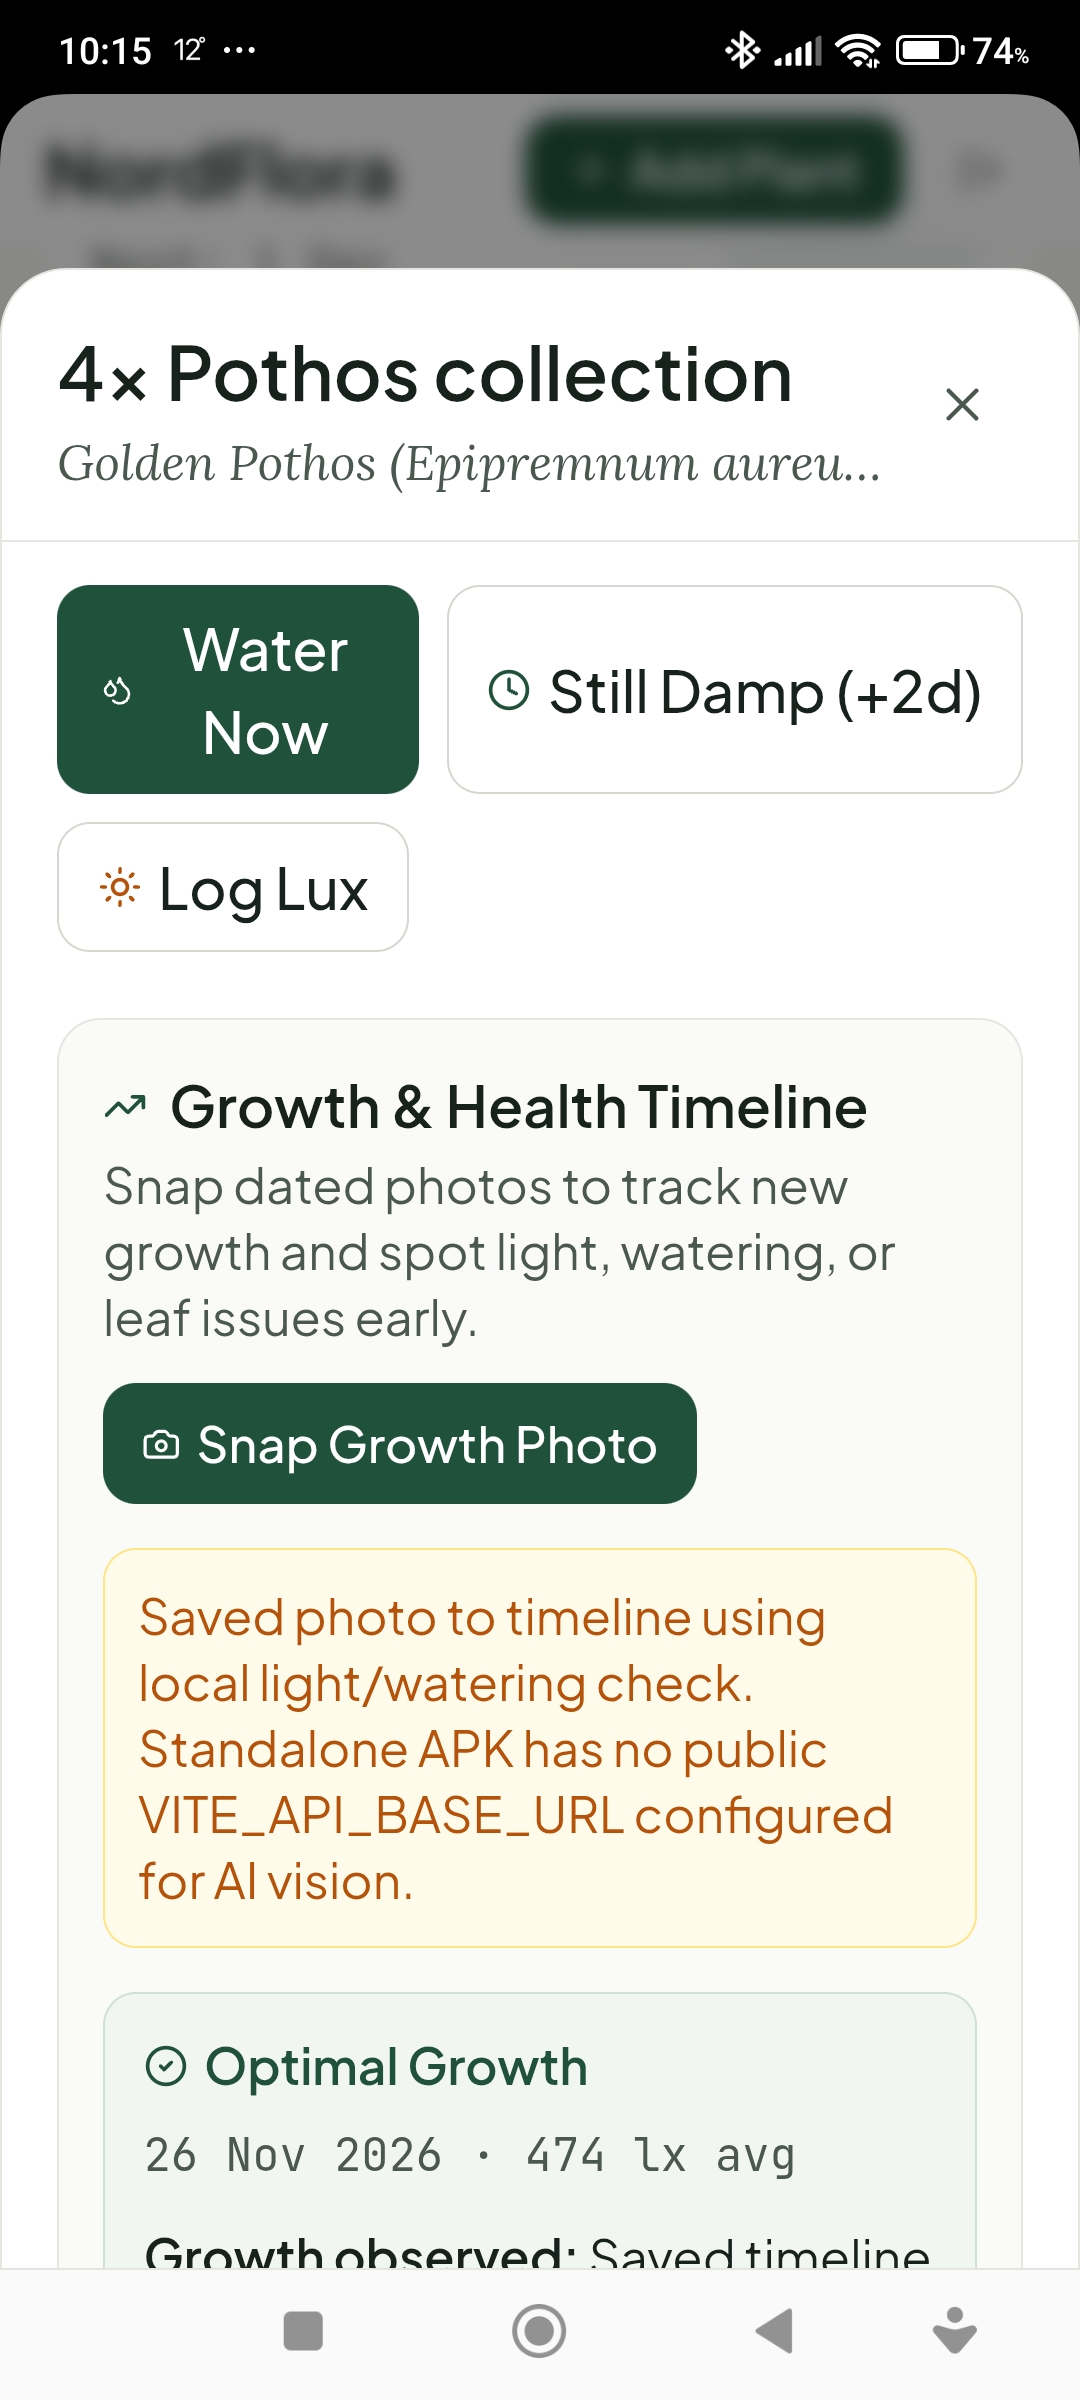 10:15 12° ... 74%
NordFlora + Add Plant
4× Pothos collection
Golden Pothos (Epipremnum aureu...
Water
Now
Still Damp (+2d)
Log Lux
Growth & Health Timeline
Snap dated photos to track new
growth and spot light, watering, or
leaf issues early.
Snap Growth Photo
Saved photo to timeline using
local light/watering check.
Standalone APK has no public
VITE_API_BASE_URL configured
for AI vision.
Optimal Growth
26 Nov 2026 · 474 lx avg
Growth observed: Saved timeline